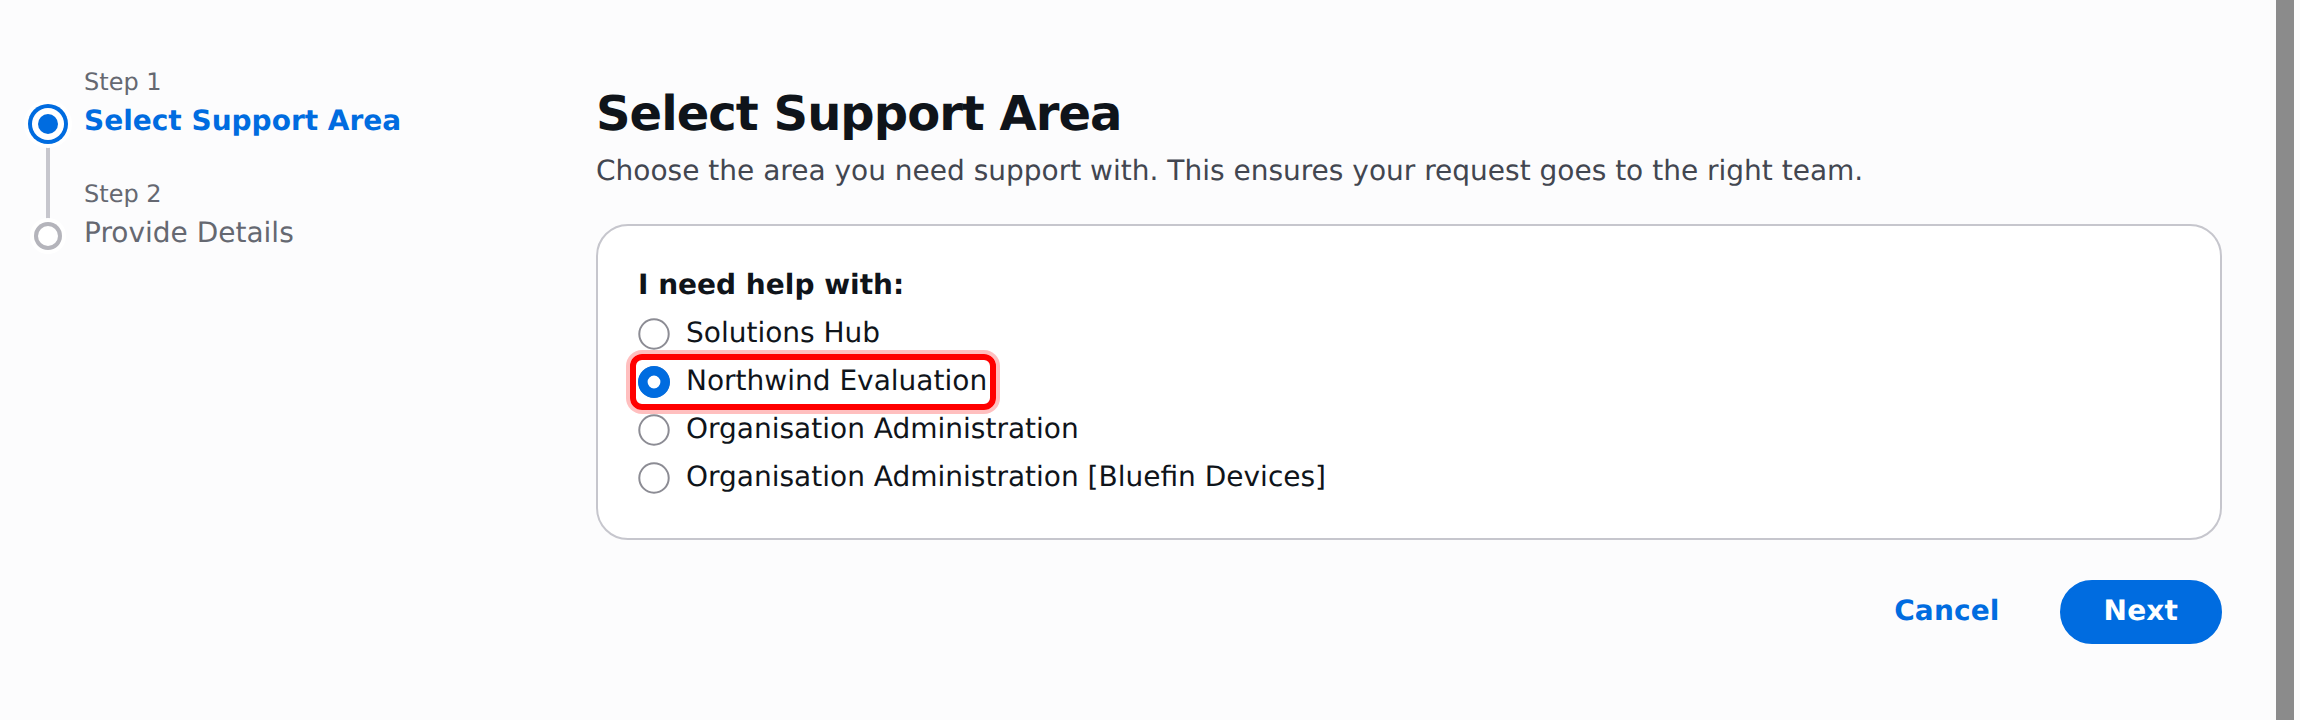 Step 1
Select Support Area
Step 2
Provide Details
Select Support Area
Choose the area you need support with. This ensures your request goes to the right team.
I need help with:
Solutions Hub
Northwind Evaluation
Organisation Administration
Organisation Administration [Bluefin Devices]
Cancel
Next